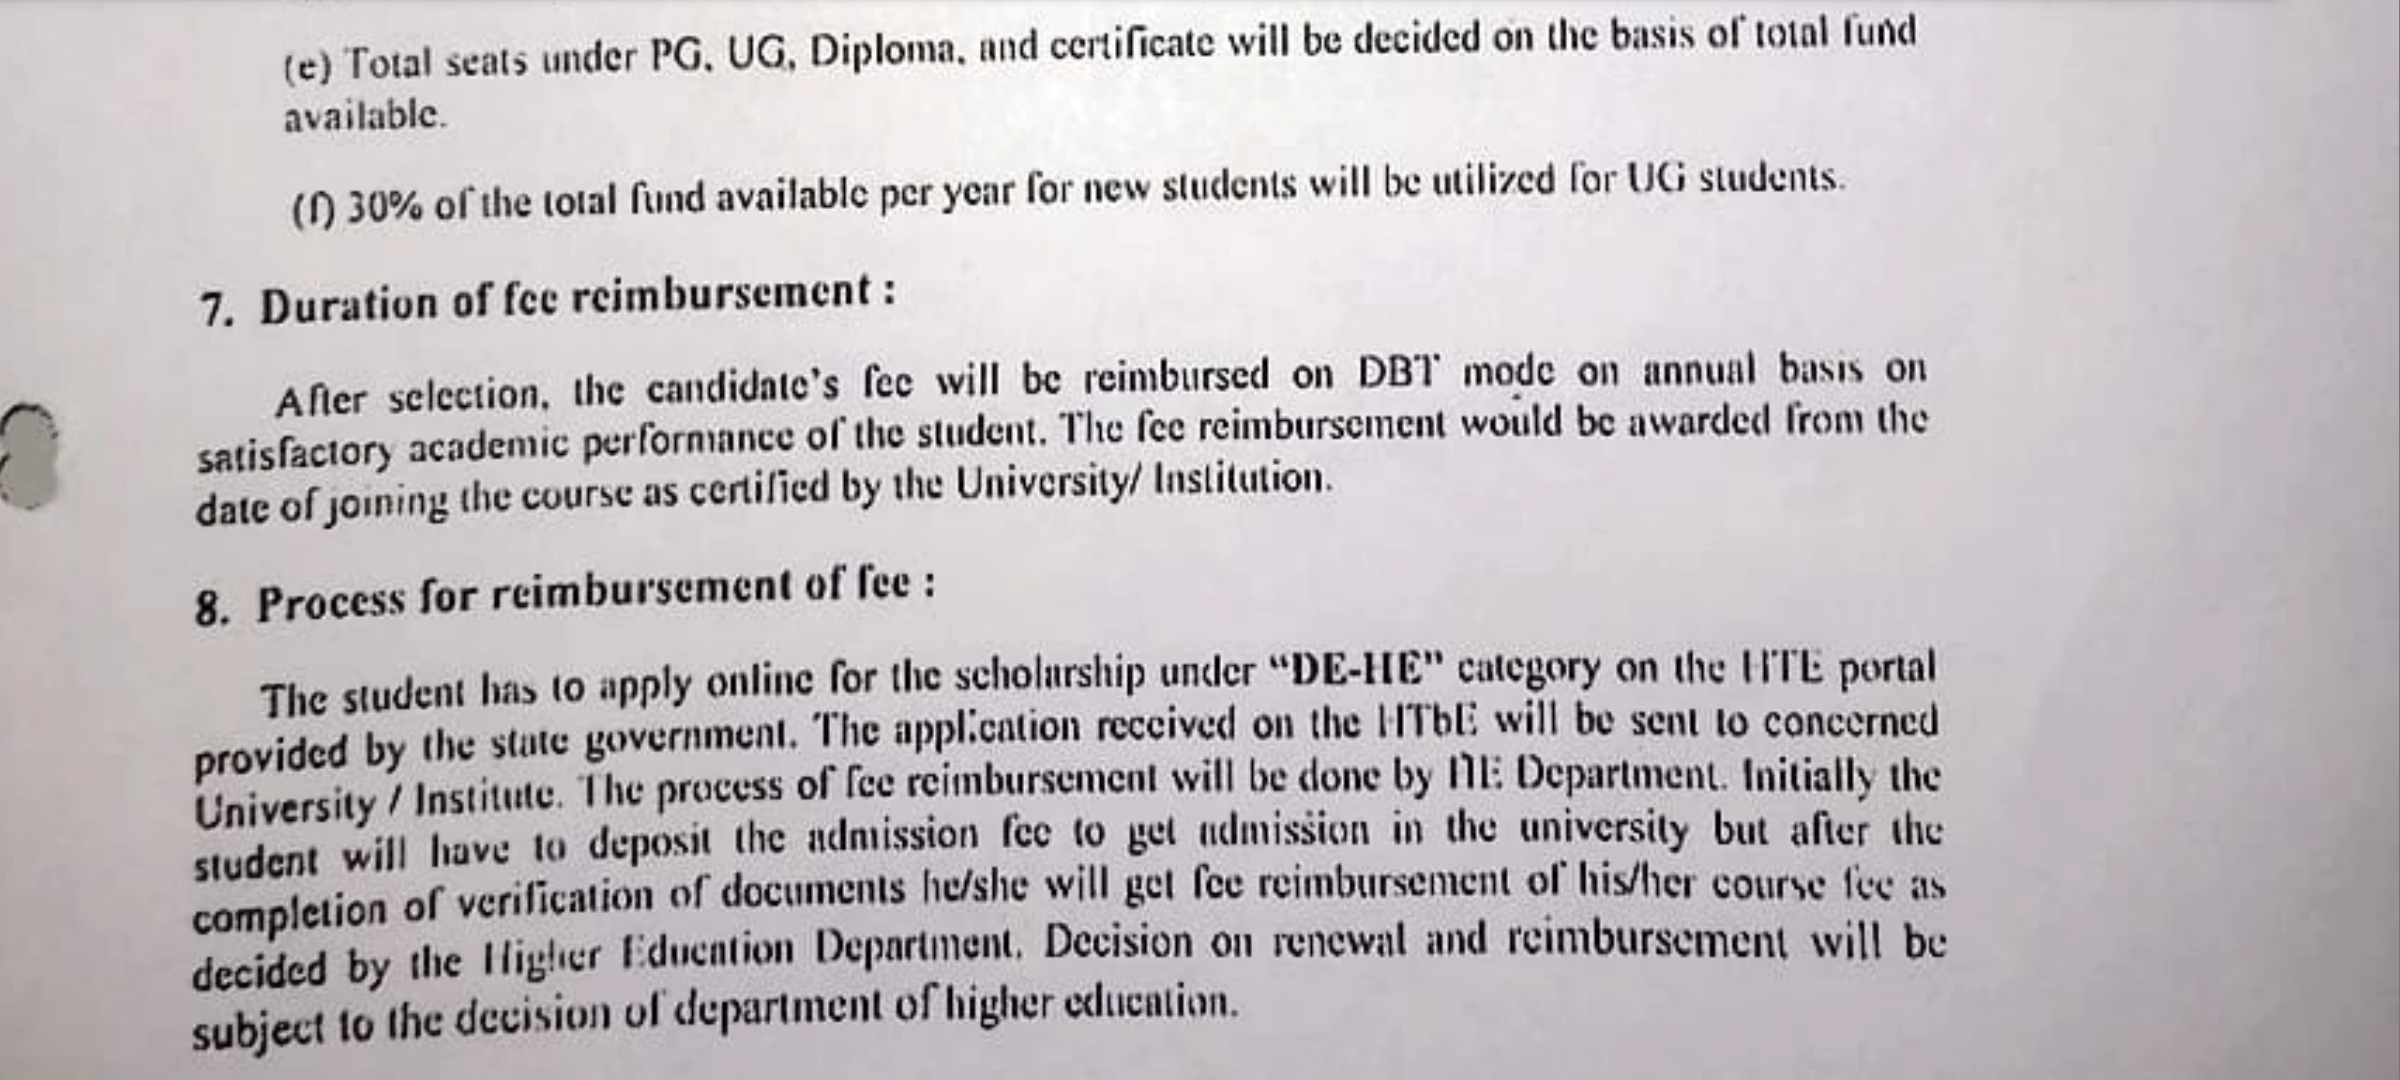 (e) Total seats under PG, UG, Diploma, and certificate will be decided on the basis of total fund
available.
(f) 30% of the total fund available per year for new students will be utilized for UG students.
7. Duration of fee reimbursement :
After selection, the candidate's fee will be reimbursed on DBT mode on annual basis on
satisfactory academic performance of the student. The fee reimbursement would be awarded from the
date of joining the course as certified by the University/ Institution.
8. Process for reimbursement of fee :
The student has to apply online for the scholarship under “DE-HE” category on the HTE portal
provided by the state government. The application received on the HTbE will be sent to concerned
University / Institute. The process of fee reimbursement will be done by HE Department. Initially the
student will have to deposit the admission fee to get admission in the university but after the
completion of verification of documents he/she will get fee reimbursement of his/her course fee as
decided by the Higher Education Department. Decision on renewal and reimbursement will be
subject to the decision of department of higher education.